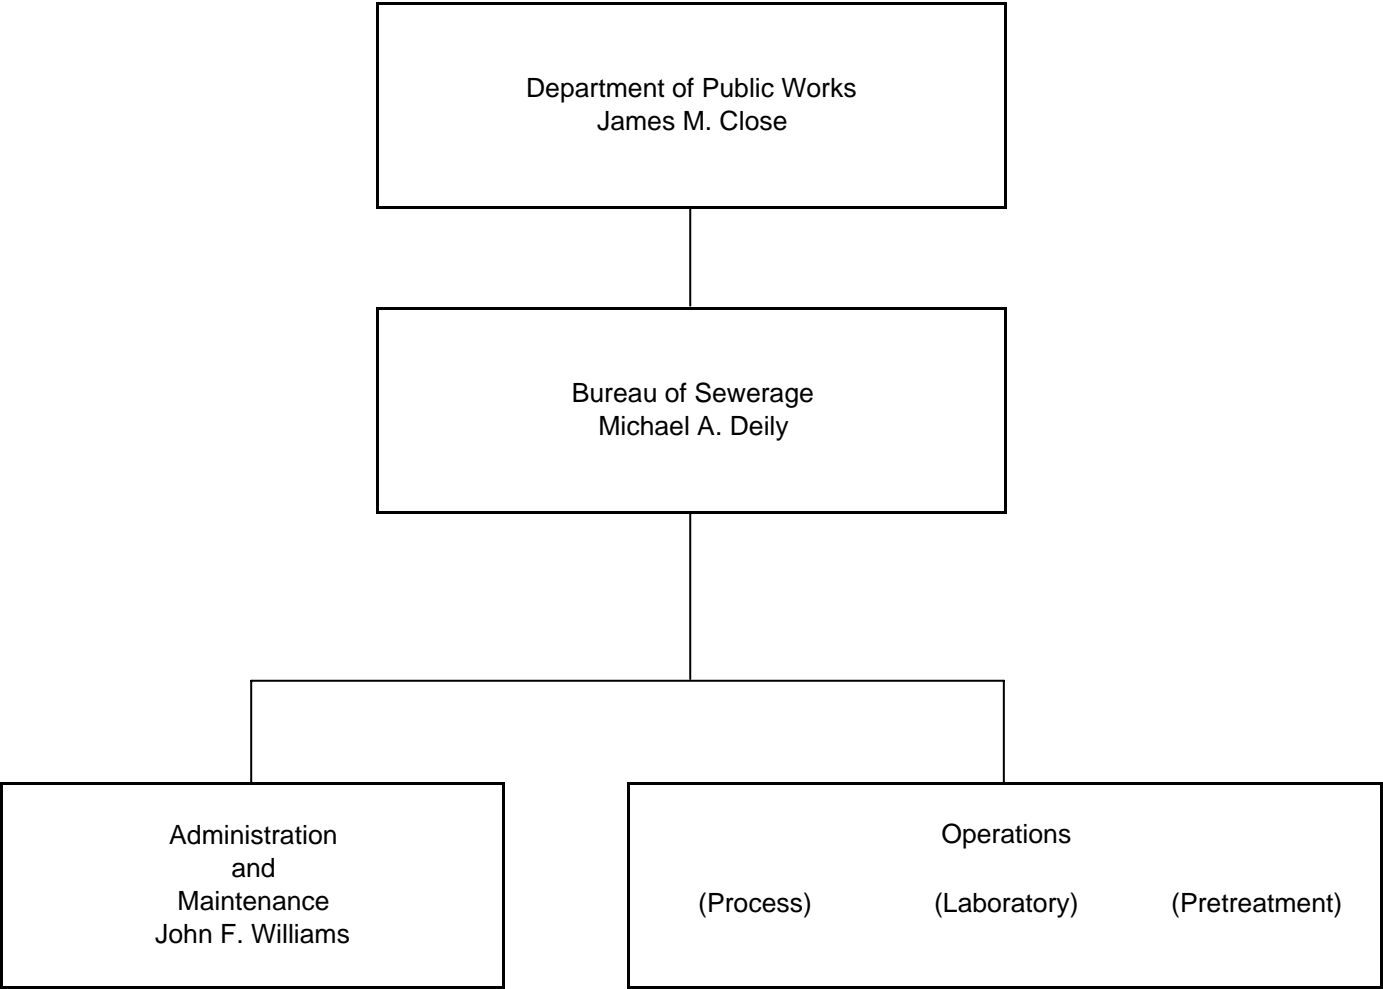 Department of Public Works
James M. Close
Bureau of Sewerage
Michael A. Deily
Administration
and
Maintenance
John F. Williams
Operations
(Process) (Laboratory) (Pretreatment)